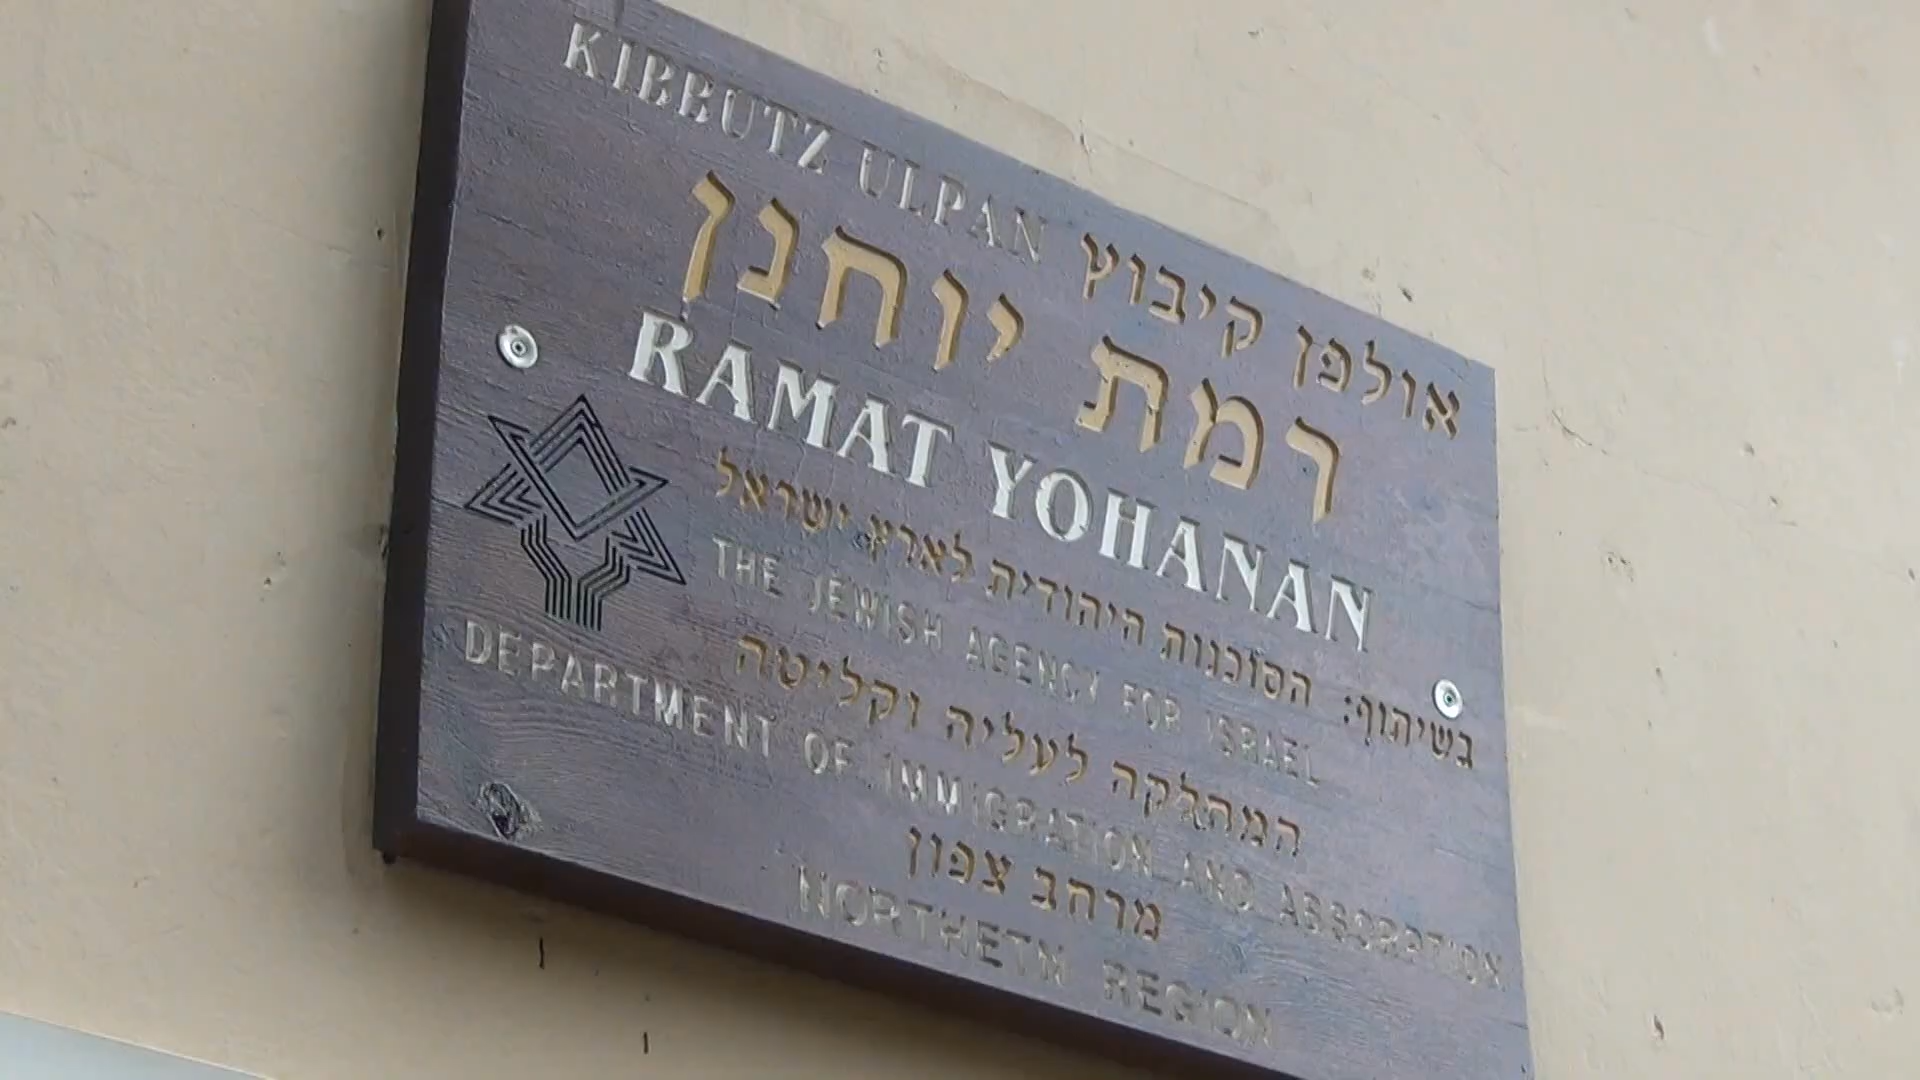 KIBBUTZ ULPAN אולפן קיבוץ
רמת יוחנן
RAMAT YOHANAN
בשיתוף: הסוכנות היהודית לארץ ישראל
THE JEWISH AGENCY FOR ISRAEL
המחלקה לעליה וקליטה
DEPARTMENT OF IMMIGRATION AND ABSORATION
מרחב צפון
NORTHETN REGION